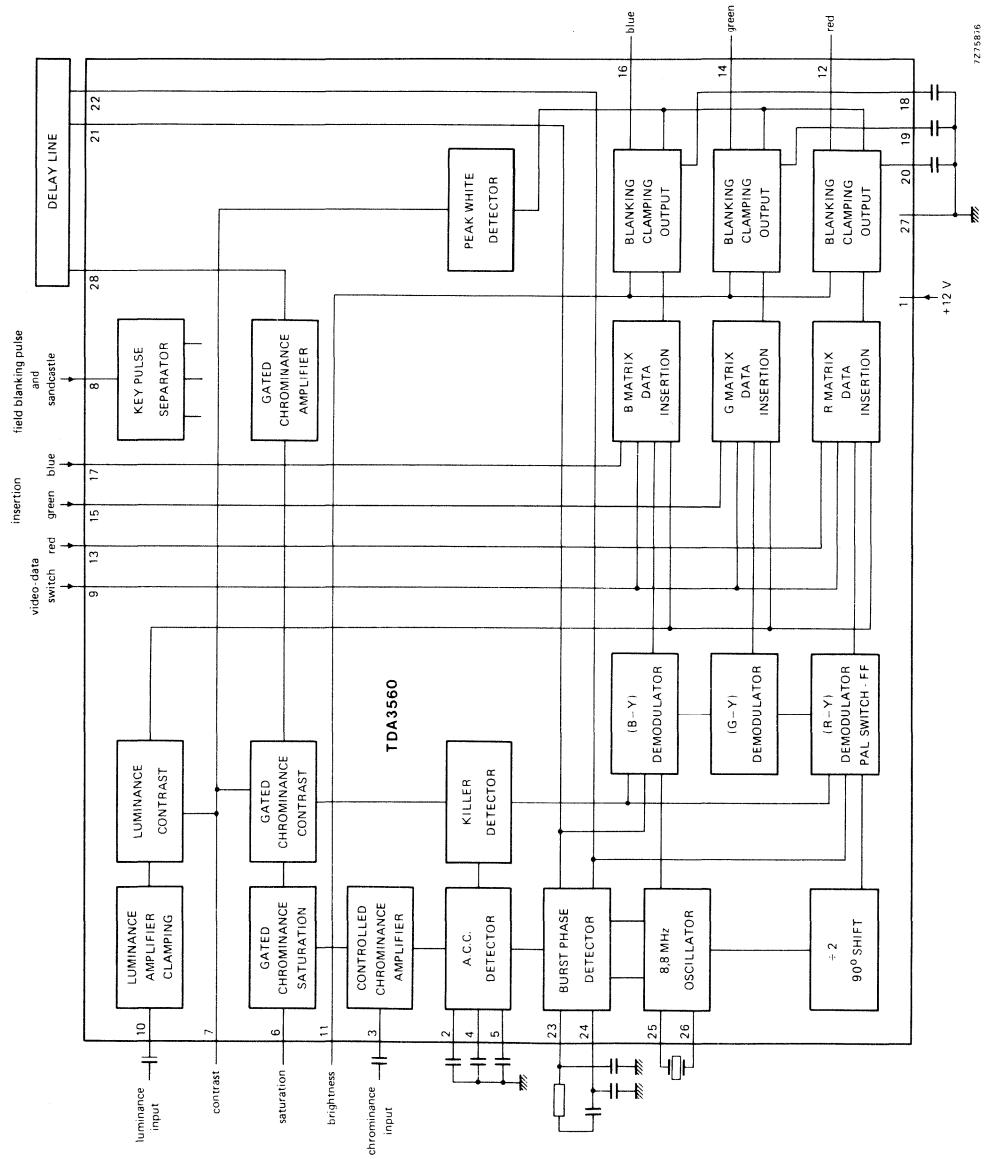 DELAY LINE
field blanking pulse
and
sandcastle
insertion
blue
green
red
video-data
switch
28
21
22
8
17
15
13
9
KEY PULSE
SEPARATOR
GATED
CHROMINANCE
AMPLIFIER
PEAK WHITE
DETECTOR
B MATRIX
DATA
INSERTION
G MATRIX
DATA
INSERTION
R MATRIX
DATA
INSERTION
BLANKING
CLAMPING
OUTPUT
BLANKING
CLAMPING
OUTPUT
BLANKING
CLAMPING
OUTPUT
16
blue
14
green
12
red
18
19
20
27
1
+12 V
TDA3560
LUMINANCE
CONTRAST
GATED
CHROMINANCE
CONTRAST
KILLER
DETECTOR
(B–Y)
DEMODULATOR
(G–Y)
DEMODULATOR
(R–Y)
DEMODULATOR
PAL SWITCH-FF
LUMINANCE
AMPLIFIER
CLAMPING
GATED
CHROMINANCE
SATURATION
CONTROLLED
CHROMINANCE
AMPLIFIER
A.C.C.
DETECTOR
BURST PHASE
DETECTOR
8,8 MHz
OSCILLATOR
÷ 2
90° SHIFT
10
7
6
11
3
2
4
5
23
24
25
26
luminance
input
contrast
saturation
brightness
chrominance
input
7Z75876